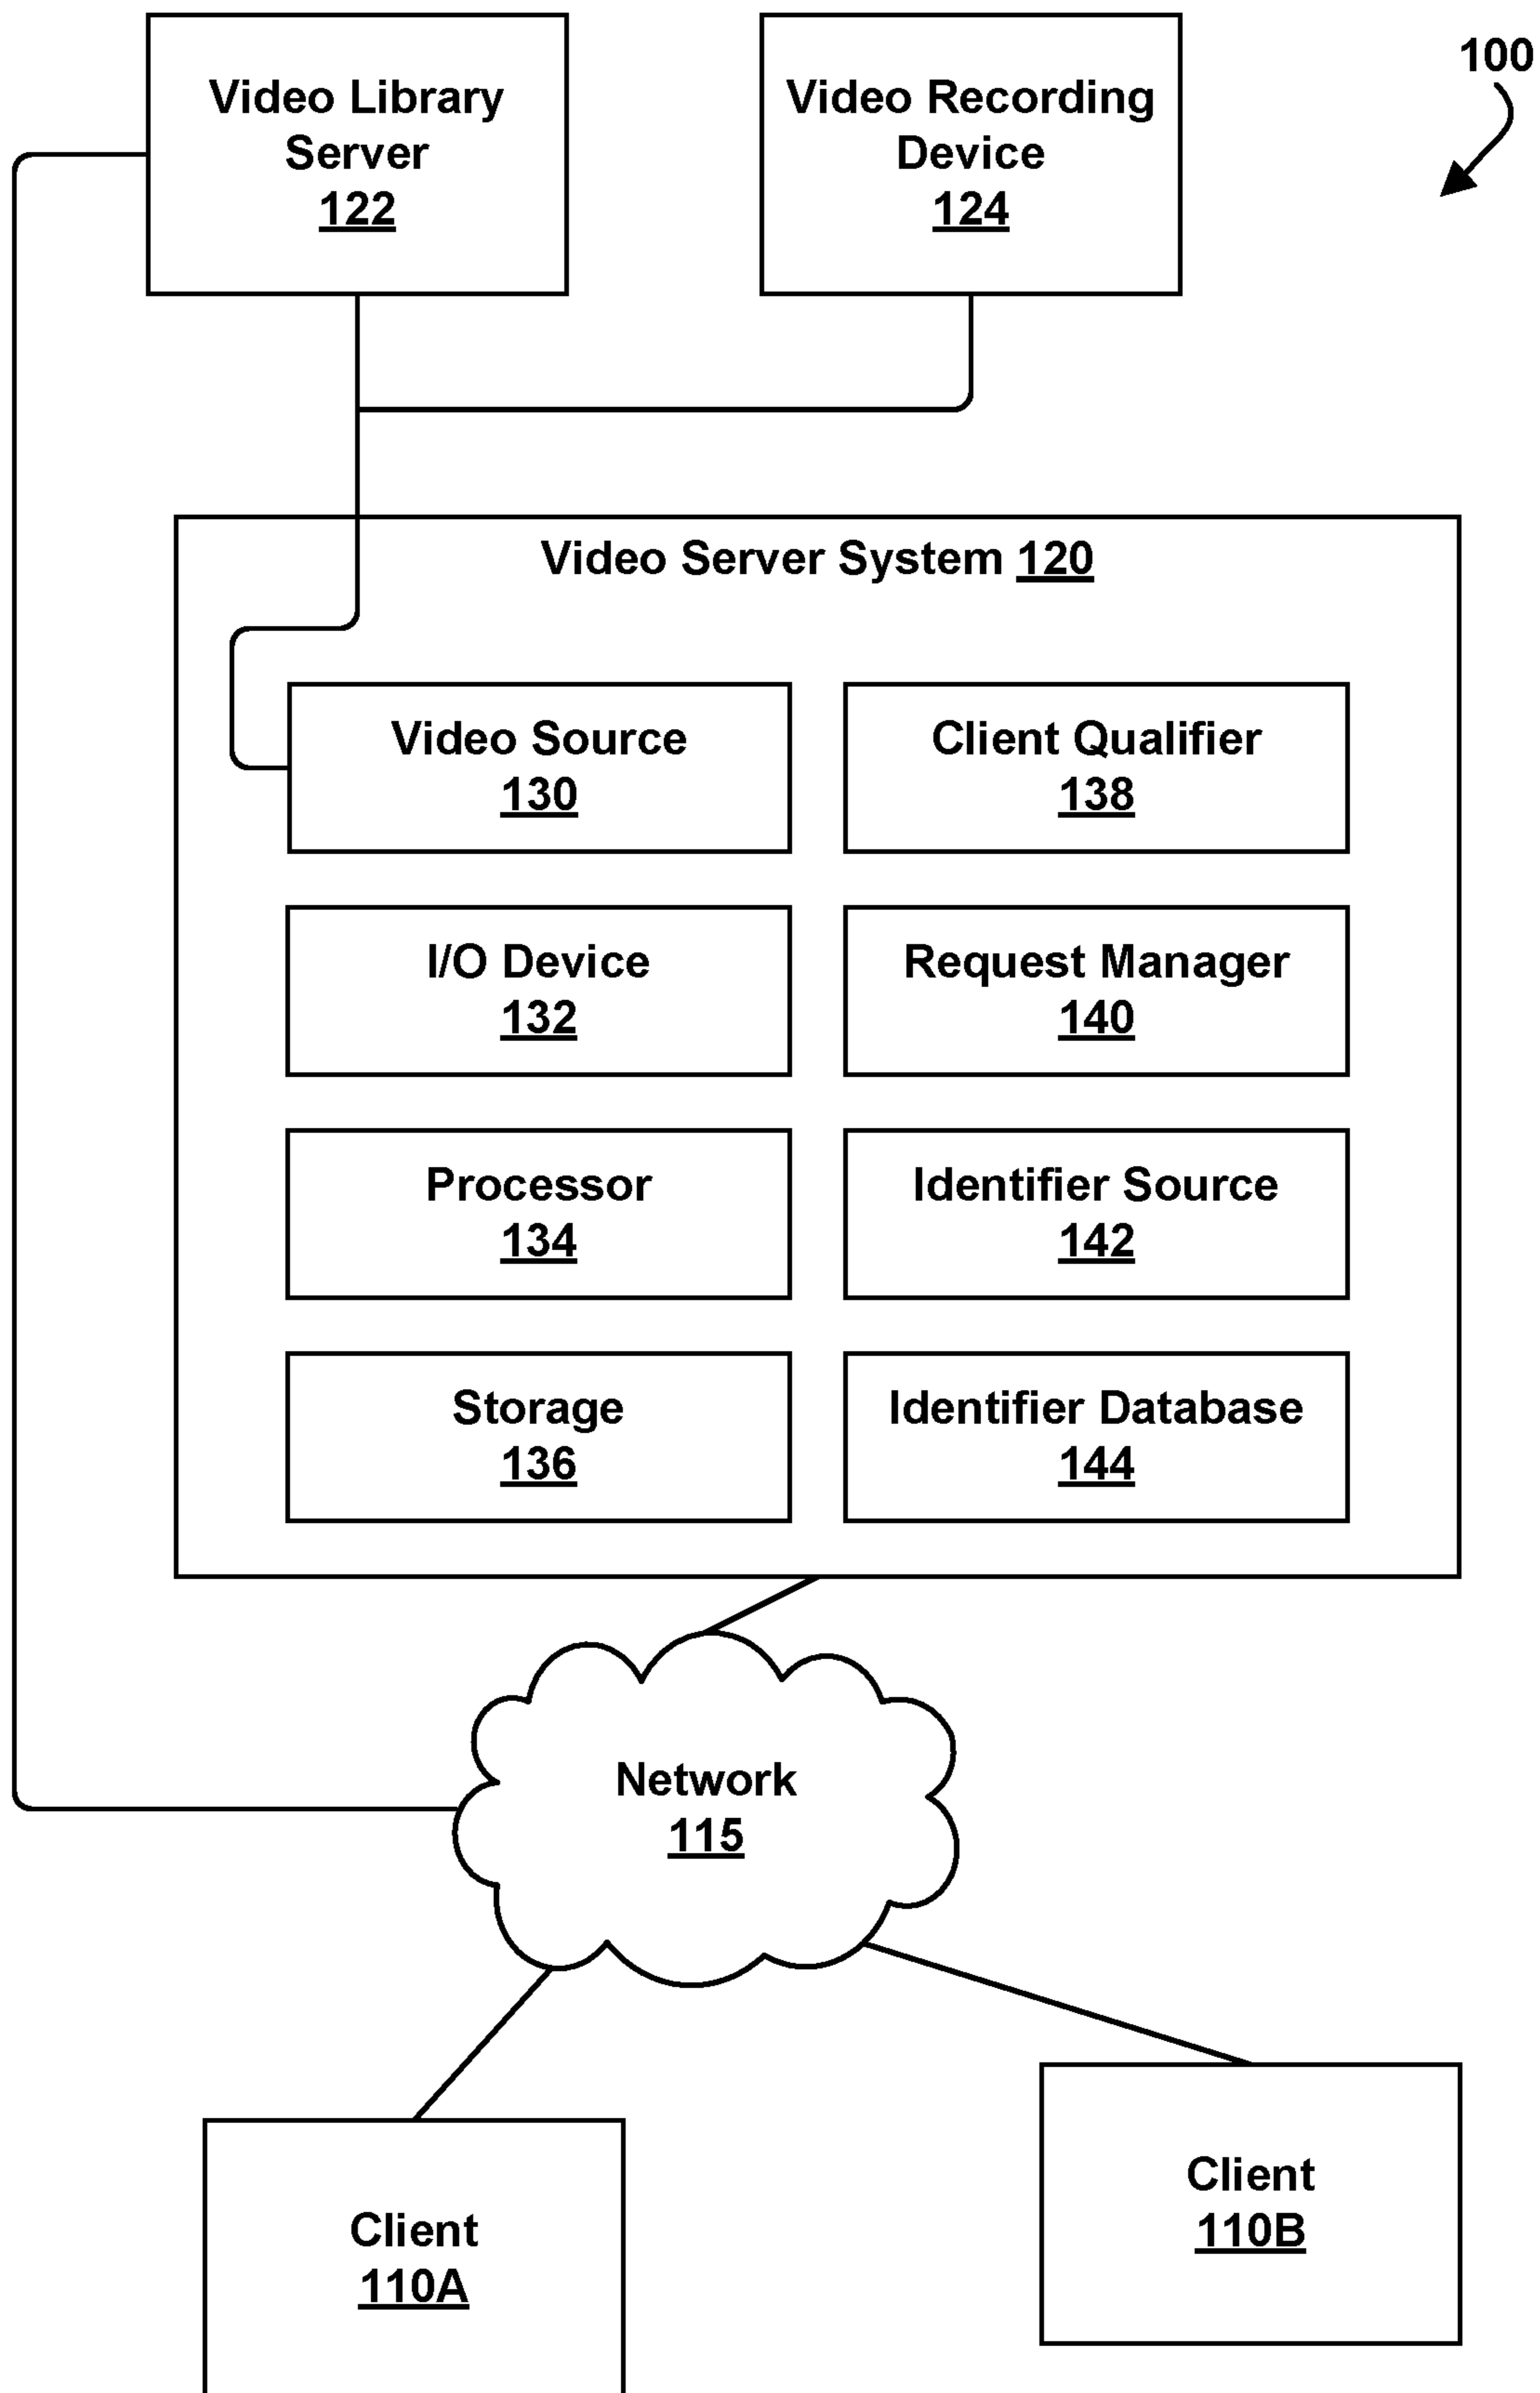 Video Library
Server
122
Video Recording
Device
124
100
Video Server System 120
Video Source
130
Client Qualifier
138
I/O Device
132
Request Manager
140
Processor
134
Identifier Source
142
Storage
136
Identifier Database
144
Network
115
Client
110A
Client
110B